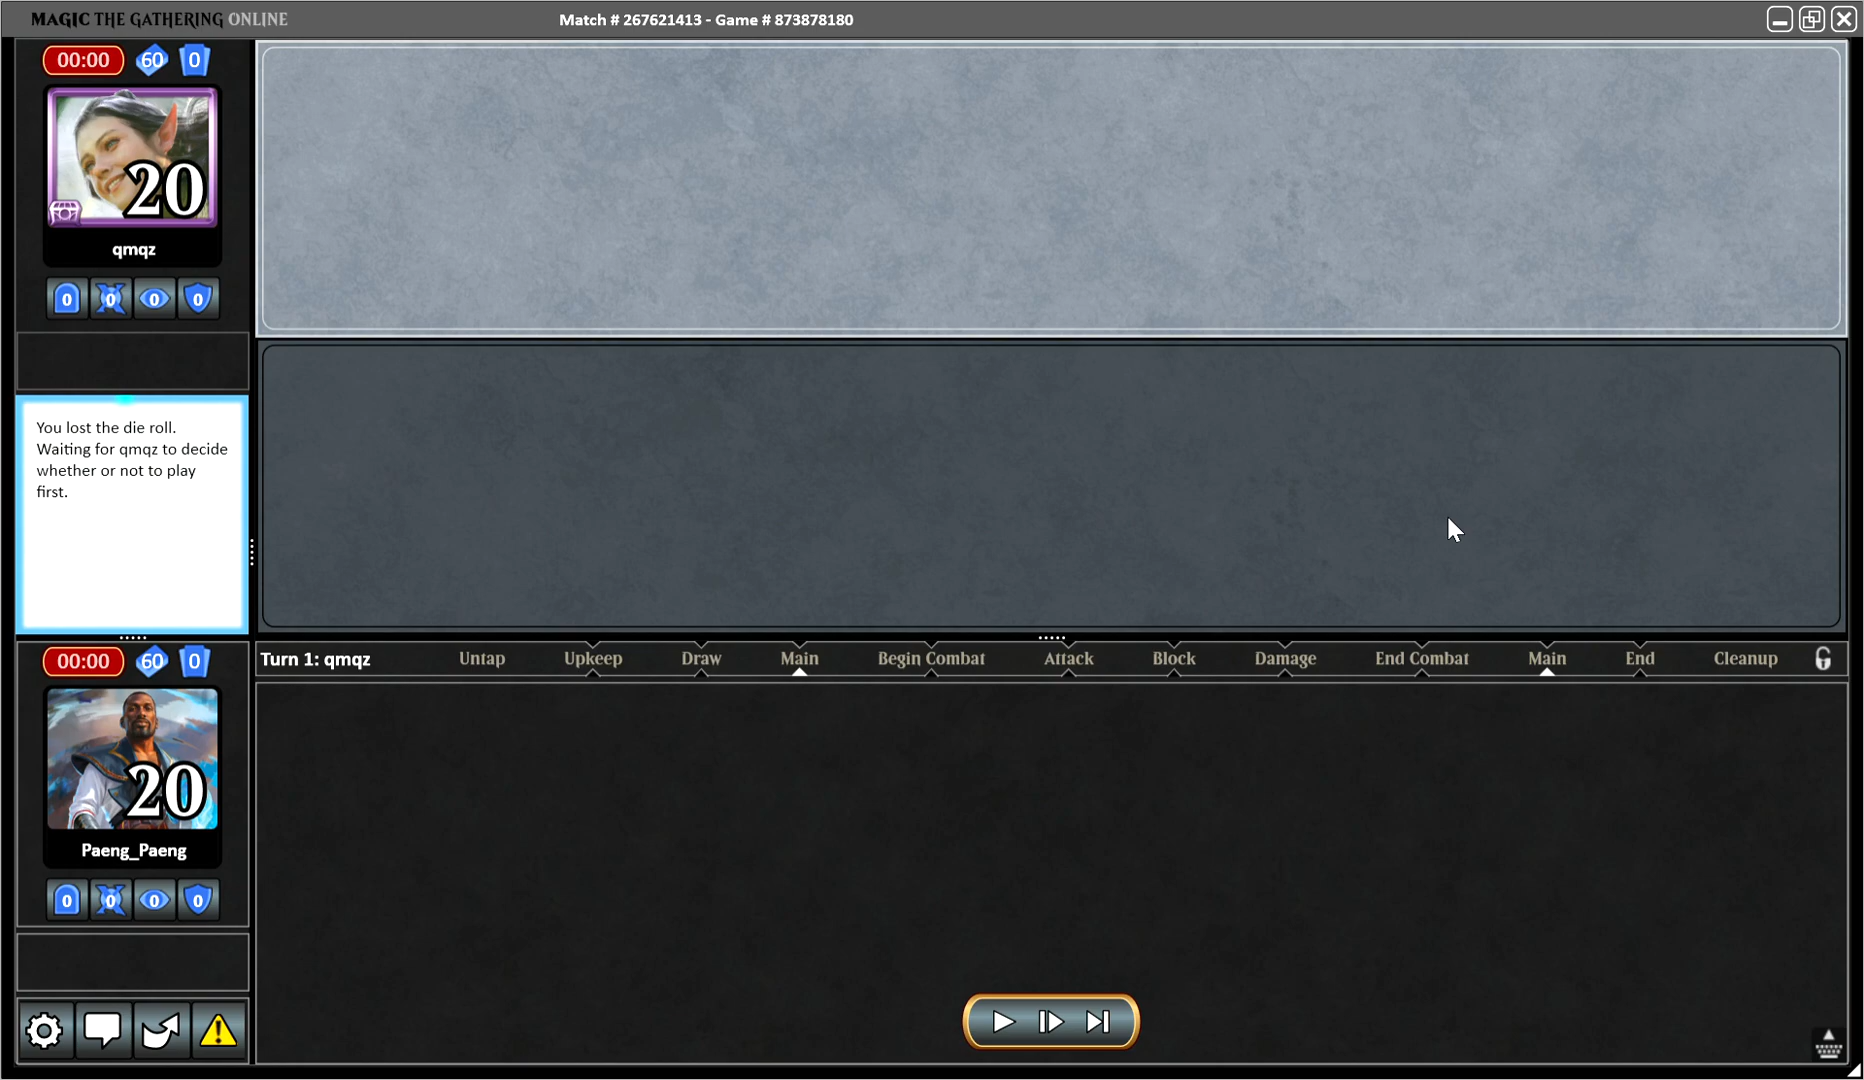 MAGIC THE GATHERING ONLINE
Match # 267621413 - Game # 873878180
00:00 60 0
20
qmqz
0 0 0 0
You lost the die roll.
Waiting for qmqz to decide
whether or not to play
first.
00:00 60 0
Turn 1: qmqz Untap Upkeep Draw Main Begin Combat Attack Block Damage End Combat Main End Cleanup
20
Paeng_Paeng
0 0 0 0